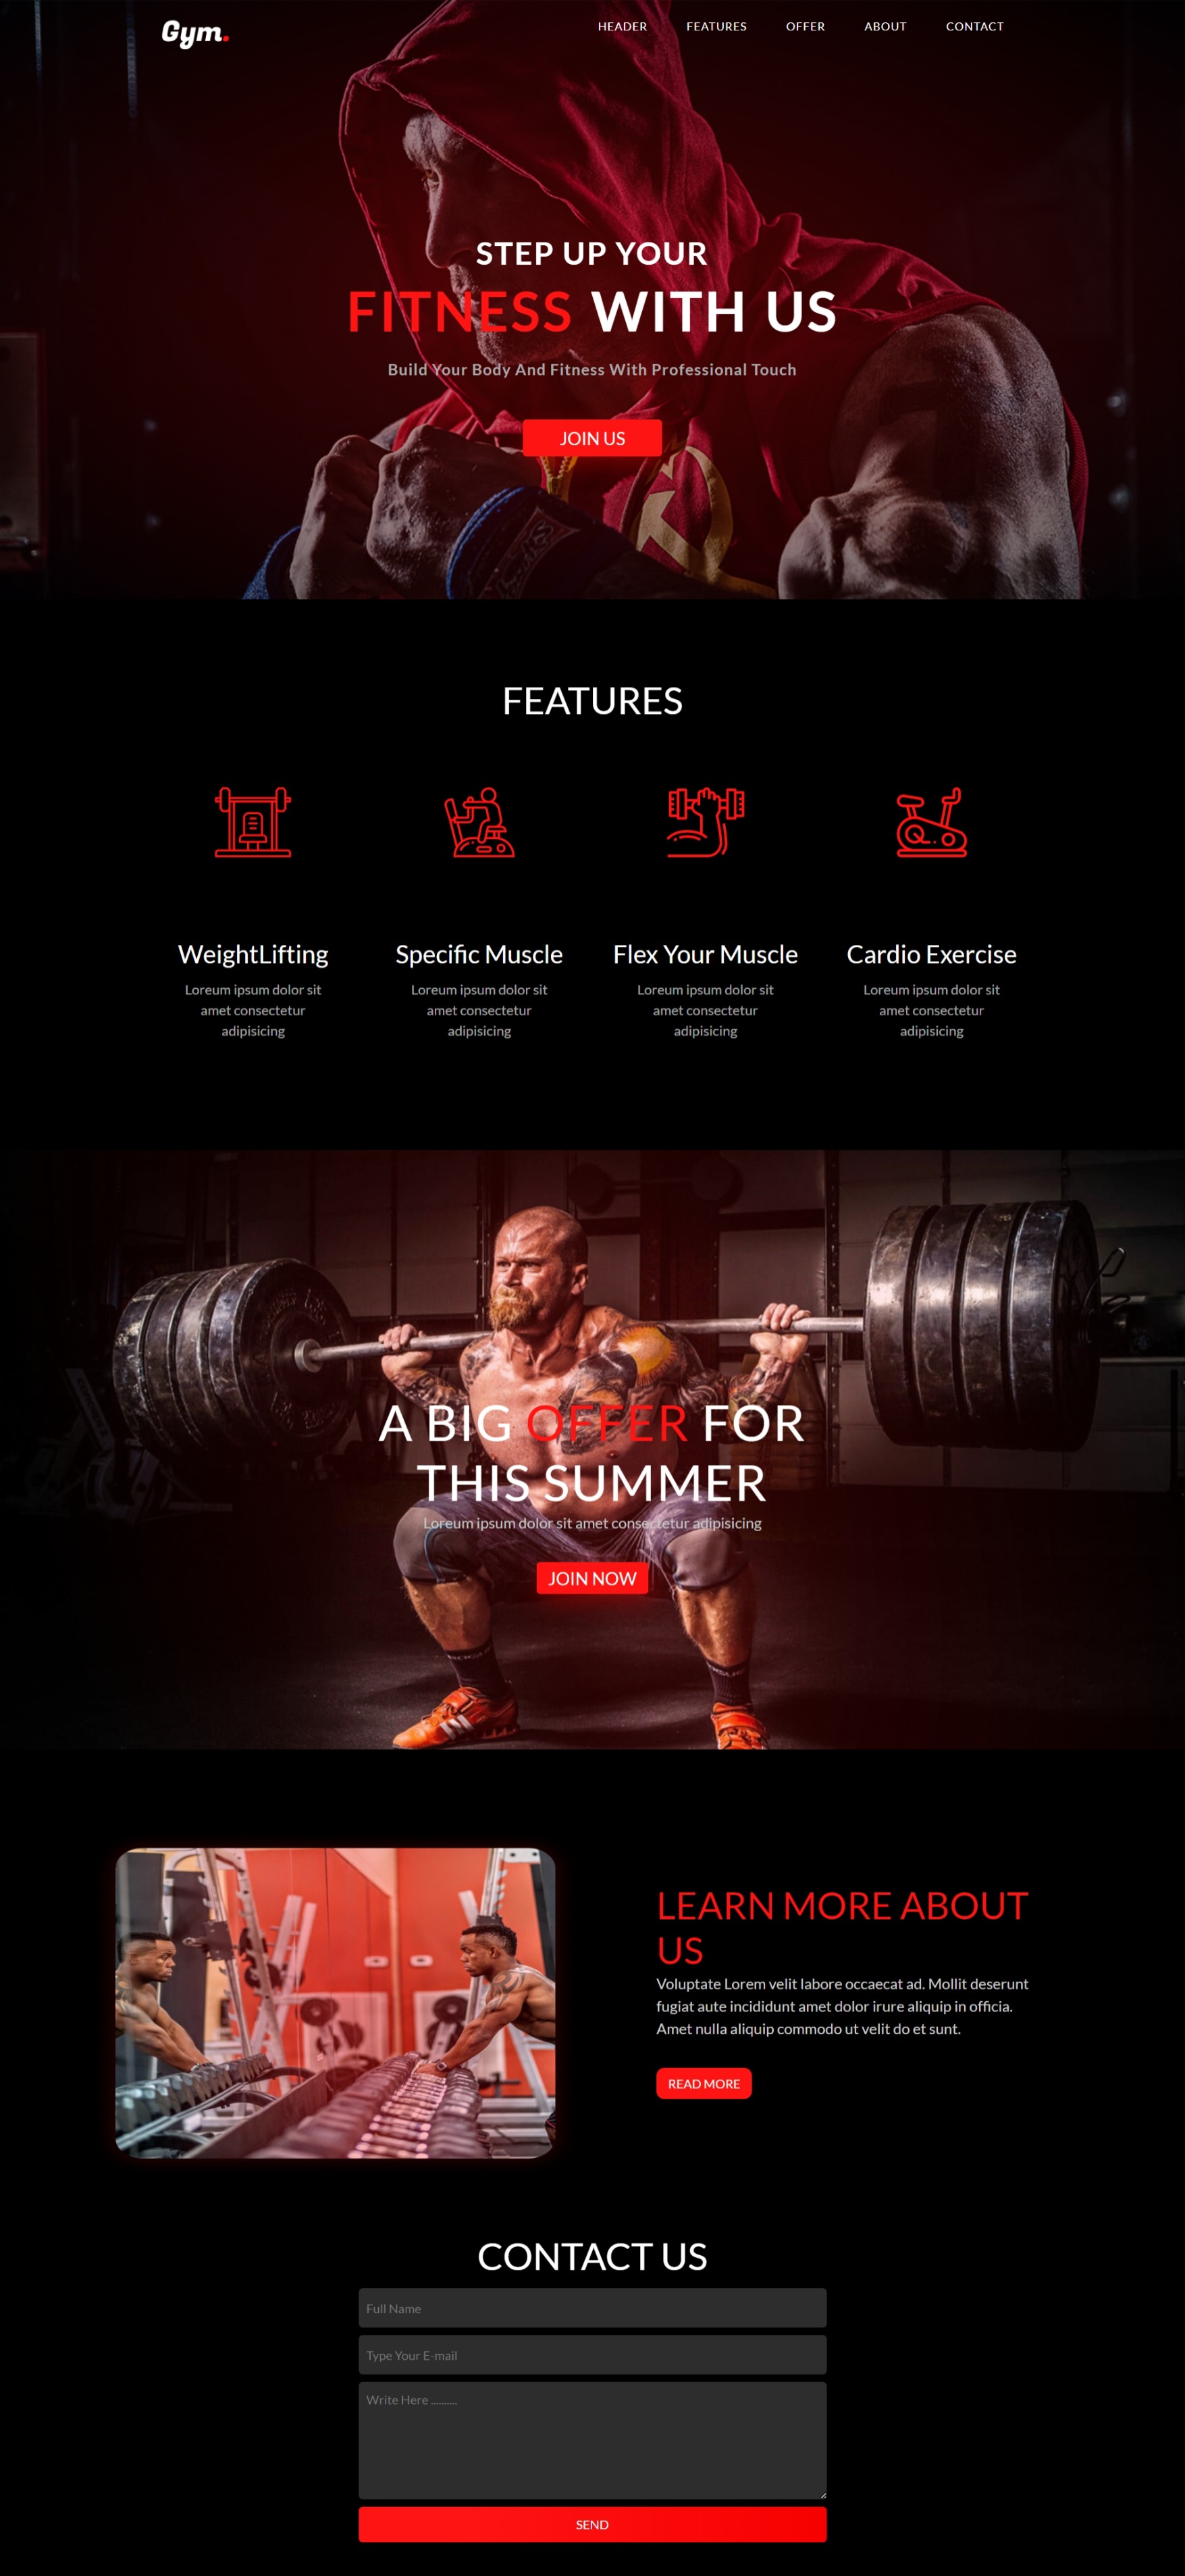 Gym.
HEADER FEATURES OFFER ABOUT CONTACT
STEP UP YOUR
FITNESS WITH US
Build Your Body And Fitness With Professional Touch
JOIN US
FEATURES
WeightLifting
Loreum ipsum dolor sit
amet consectetur
adipisicing
Specific Muscle
Loreum ipsum dolor sit
amet consectetur
adipisicing
Flex Your Muscle
Loreum ipsum dolor sit
amet consectetur
adipisicing
Cardio Exercise
Loreum ipsum dolor sit
amet consectetur
adipisicing
A BIG OFFER FOR
THIS SUMMER
Loreum ipsum dolor sit amet consectetur adipisicing
JOIN NOW
LEARN MORE ABOUT
US
Voluptate Lorem velit labore occaecat ad. Mollit deserunt
fugiat aute incididunt amet dolor irure aliquip in officia.
Amet nulla aliquip commodo ut velit do et sunt.
READ MORE
CONTACT US
Full Name
Type Your E-mail
Write Here ..........
SEND